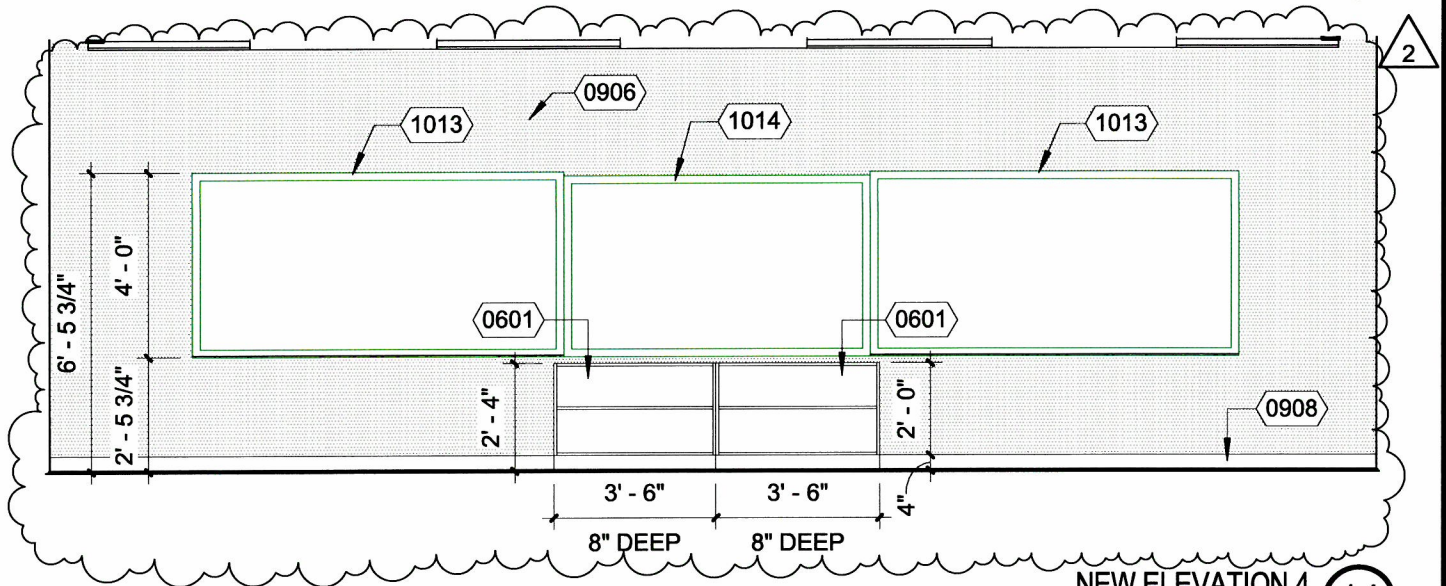 2
0906
1013
1014
1013
6' - 5 3/4"
4' - 0"
2' - 5 3/4"
0601
0601
2' - 4"
2' - 0"
0908
4"
3' - 6"
3' - 6"
8" DEEP
8" DEEP
NEW ELEVATION 4